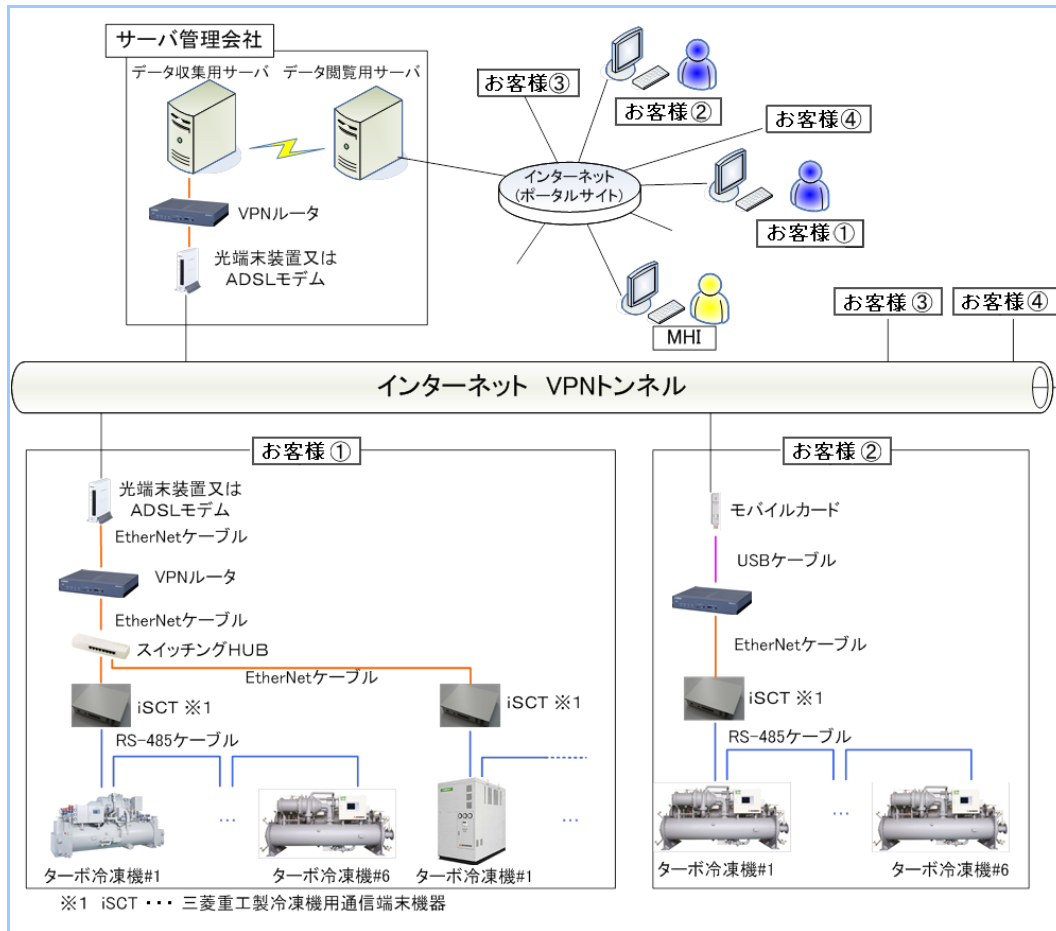 サーバ管理会社
データ収集用サーバ
データ閲覧用サーバ
VPNルータ
光端末装置又は
ADSLモデム
お客様③
お客様②
お客様④
インターネット
(ポータルサイト)
お客様①
MHI
お客様③
お客様④
インターネット VPNトンネル
お客様①
光端末装置又は
ADSLモデム
EtherNetケーブル
VPNルータ
EtherNetケーブル
スイッチングHUB
EtherNetケーブル
iSCT ※1
iSCT ※1
RS-485ケーブル
…
…
ターボ冷凍機#1
ターボ冷凍機#6
ターボ冷凍機#1
お客様②
モバイルカード
USBケーブル
EtherNetケーブル
iSCT ※1
RS-485ケーブル
…
ターボ冷凍機#1
ターボ冷凍機#6
※1 iSCT ・・・ 三菱重工製冷凍機用通信端末機器